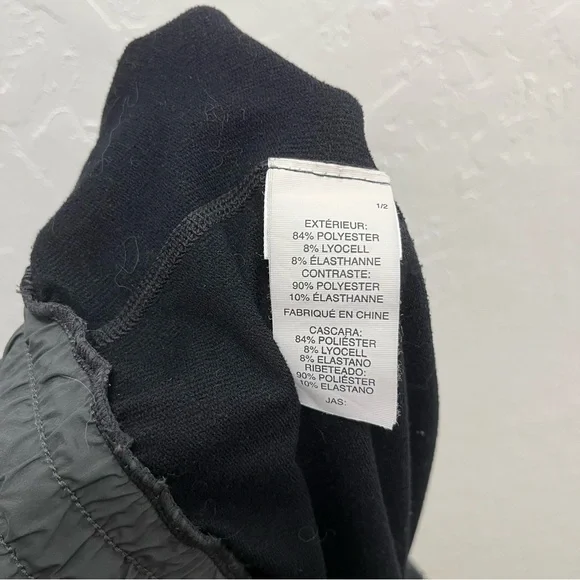 1/2
EXTÉRIEUR:
84% POLYESTER
8% LYOCELL
8% ÉLASTHANNE
CONTRASTE:
90% POLYESTER
10% ÉLASTHANNE
FABRIQUÉ EN CHINE
CASCARA:
84% POLIÉSTER
8% LYOCELL
8% ELASTANO
RIBETEADO:
90% POLIÉSTER
10% ELASTANO
JAS: